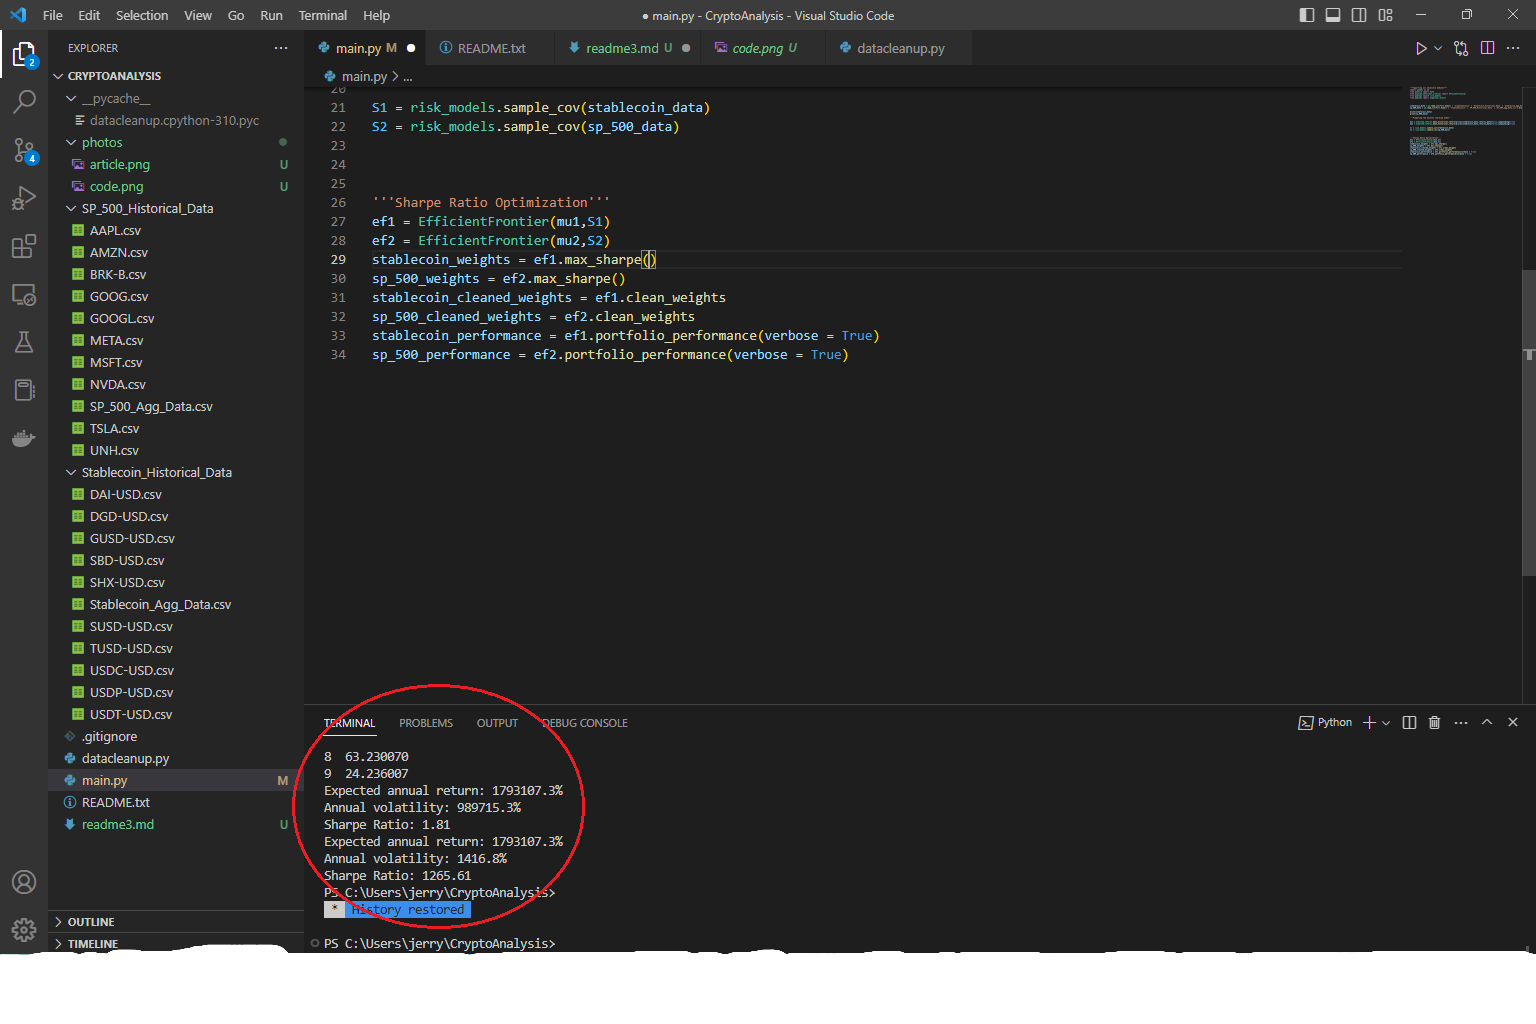 File Edit Selection View Go Run Terminal Help
● main.py - CryptoAnalysis - Visual Studio Code
EXPLORER
main.py M
README.txt
readme3.md U
code.png U
datacleanup.py
CRYPTOANALYSIS
main.py > ...
__pycache__
datacleanup.cpython-310.pyc
photos
article.png U
code.png U
SP_500_Historical_Data
AAPL.csv
AMZN.csv
BRK-B.csv
GOOG.csv
GOOGL.csv
META.csv
MSFT.csv
NVDA.csv
SP_500_Agg_Data.csv
TSLA.csv
UNH.csv
Stablecoin_Historical_Data
DAI-USD.csv
DGD-USD.csv
GUSD-USD.csv
SBD-USD.csv
SHX-USD.csv
Stablecoin_Agg_Data.csv
SUSD-USD.csv
TUSD-USD.csv
USDC-USD.csv
USDP-USD.csv
USDT-USD.csv
.gitignore
datacleanup.py
main.py M
README.txt
readme3.md U
OUTLINE
TIMELINE
2
4
20
21 S1 = risk_models.sample_cov(stablecoin_data)
22 S2 = risk_models.sample_cov(sp_500_data)
23
24
25
26 '''Sharpe Ratio Optimization'''
27 ef1 = EfficientFrontier(mu1,S1)
28 ef2 = EfficientFrontier(mu2,S2)
29 stablecoin_weights = ef1.max_sharpe()
30 sp_500_weights = ef2.max_sharpe()
31 stablecoin_cleaned_weights = ef1.clean_weights
32 sp_500_cleaned_weights = ef2.clean_weights
33 stablecoin_performance = ef1.portfolio_performance(verbose = True)
34 sp_500_performance = ef2.portfolio_performance(verbose = True)
TERMINAL PROBLEMS OUTPUT DEBUG CONSOLE
Python
8 63.230070
9 24.236007
Expected annual return: 1793107.3%
Annual volatility: 989715.3%
Sharpe Ratio: 1.81
Expected annual return: 1793107.3%
Annual volatility: 1416.8%
Sharpe Ratio: 1265.61
PS C:\Users\jerry\CryptoAnalysis>
* History restored
PS C:\Users\jerry\CryptoAnalysis>